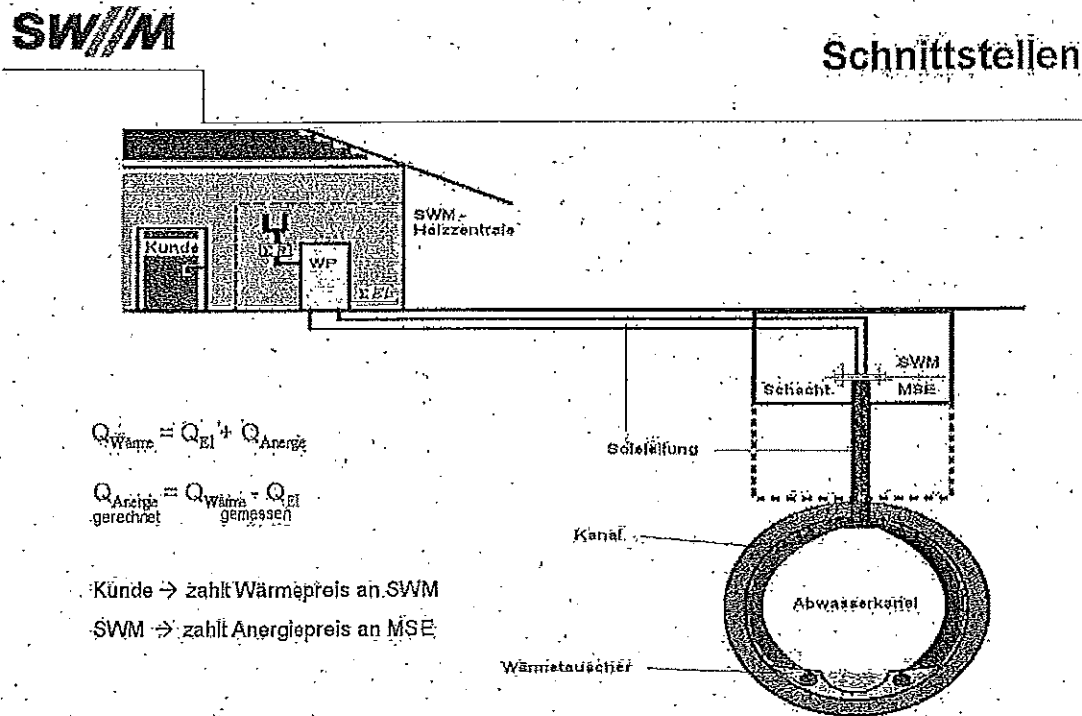 SWM
Schnittstellen
SWM-
Heizzentrale
Kunde
WP
SWM
Schacht
MSE
Q_Wärme = Q_El + Q_Anergie
Soleleitung
Q_Anergie = Q_Wärme - Q_El
gerechnet gemessen
Kanal
Kunde → zahlt Wärmepreis an SWM
Abwasserkanal
SWM → zahlt Anergiepreis an MSE
Wärmetauscher